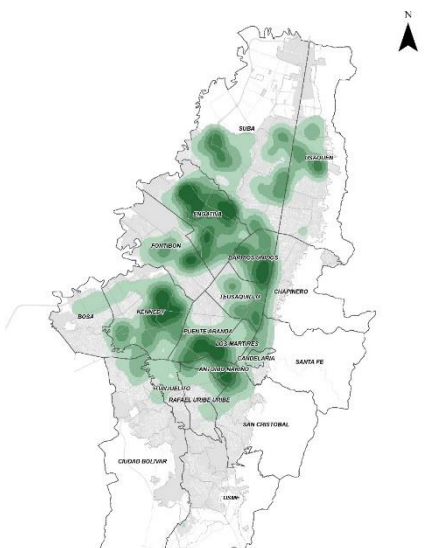 N
SUBA
USAQUEN
ENGATIVA
FONTIBON
BARRIOS UNIDOS
TEUSAQUILLO
CHAPINERO
BOSA
KENNEDY
PUENTE ARANDA
LOS MARTIRES
CANDELARIA
ANTONIO NARIÑO
SANTA FE
TUNJUELITO
RAFAEL URIBE URIBE
SAN CRISTOBAL
CIUDAD BOLIVAR
USME